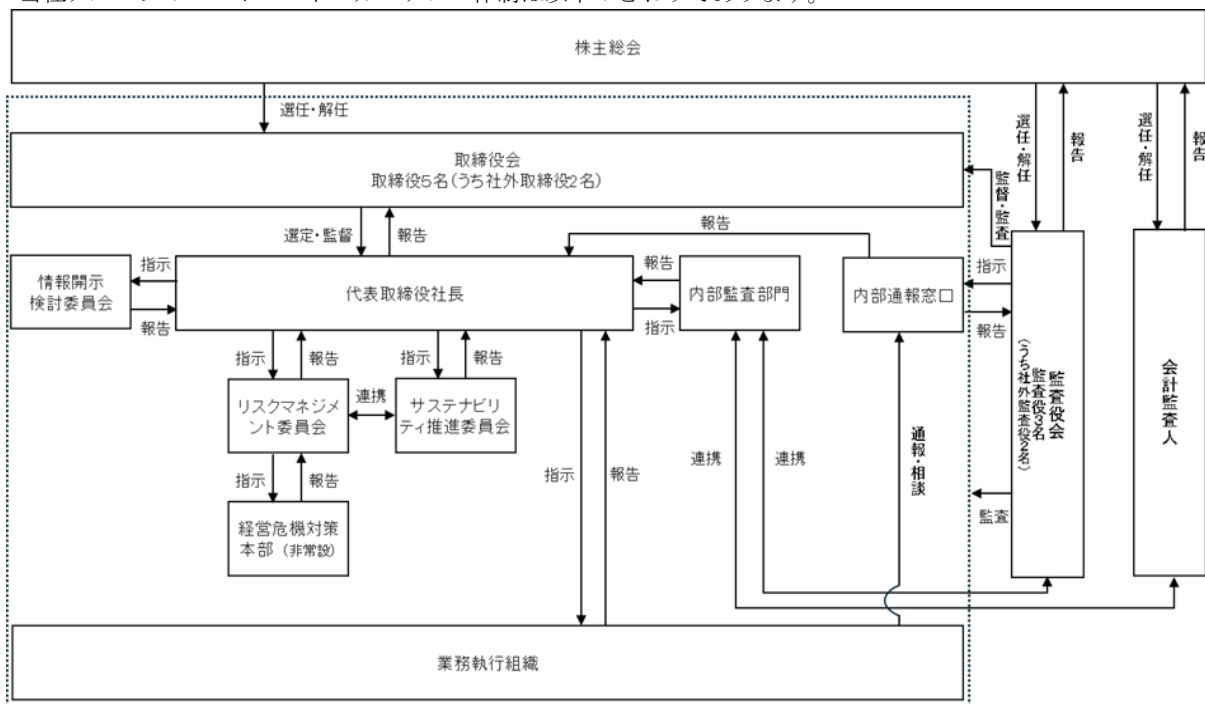 株主総会
選任・解任
選任・解任
報告
選任・解任
報告
取締役会
取締役5名(うち社外取締役2名)
監督・監査
選定・監督
報告
報告
情報開示
検討委員会
指示
報告
代表取締役社長
報告
指示
内部監査部門
内部通報窓口
指示
報告
監査役会
監査役3名
(うち社外監査役2名)
会計監査人
指示
報告
指示
報告
リスクマネジメ
ント委員会
連携
サステナビリ
ティ推進委員会
指示
報告
指示
報告
連携
連携
通報・相談
監査
経営危機対策
本部 (非常設)
業務執行組織